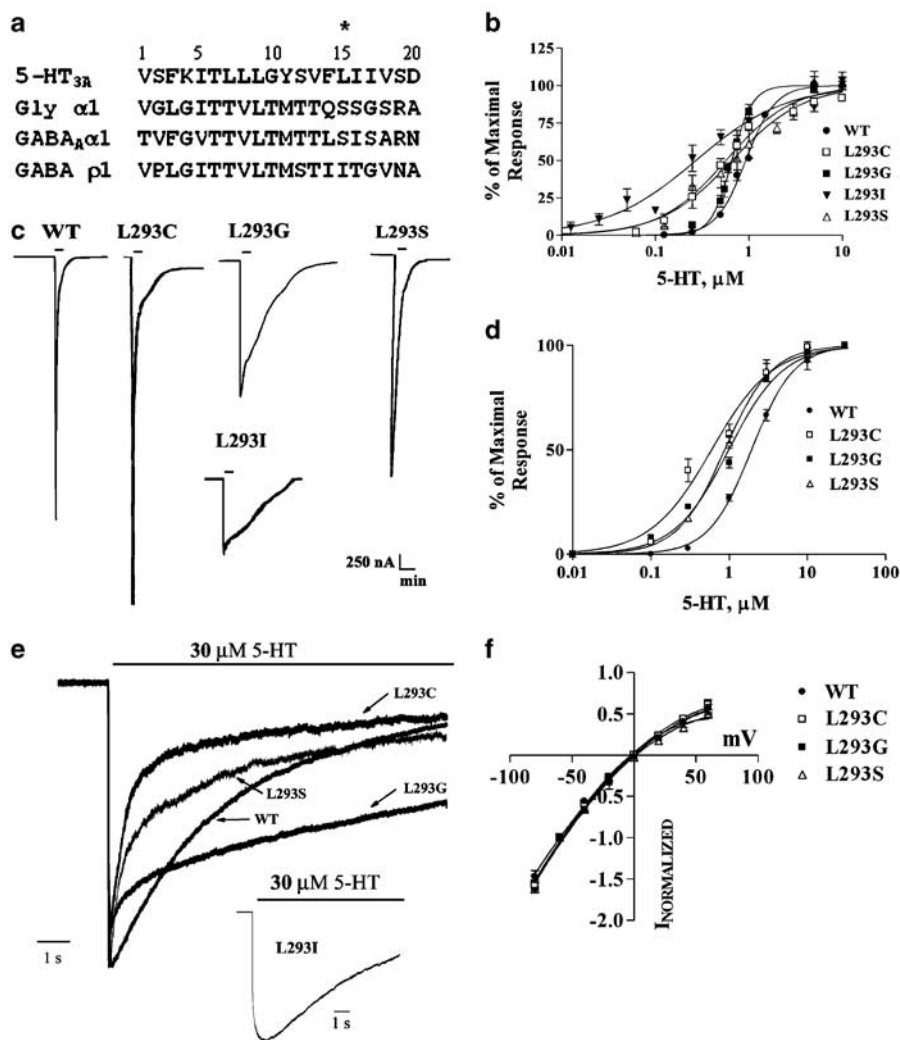 a
*
1 5 10 15 20
5-HT3A VSFKITLLLGYSVFLIIVSD
Gly α1 VGLGITTVLTMTTQSSGSRA
GABAAα1 TVFGVTTVLTMTTLSISARN
GABA ρ1 VPLGITTVLTMSTIITGVNA
b
% of Maximal
Response
125
100
75
50
25
0
0.01 0.1 1 10
5-HT, μM
WT
L293C
L293G
L293I
L293S
c
WT
L293C
L293G
L293S
L293I
250 nA
min
d
% of Maximal
Response
100
50
0
0.01 0.1 1 10 100
5-HT, μM
WT
L293C
L293G
L293S
e
30 μM 5-HT
L293C
L293S
L293G
WT
1 s
30 μM 5-HT
L293I
1 s
f
1.0
0.5
mV
-100 -50 0 50 100
-0.5
-1.0
-1.5
-2.0
INORMALIZED
WT
L293C
L293G
L293S